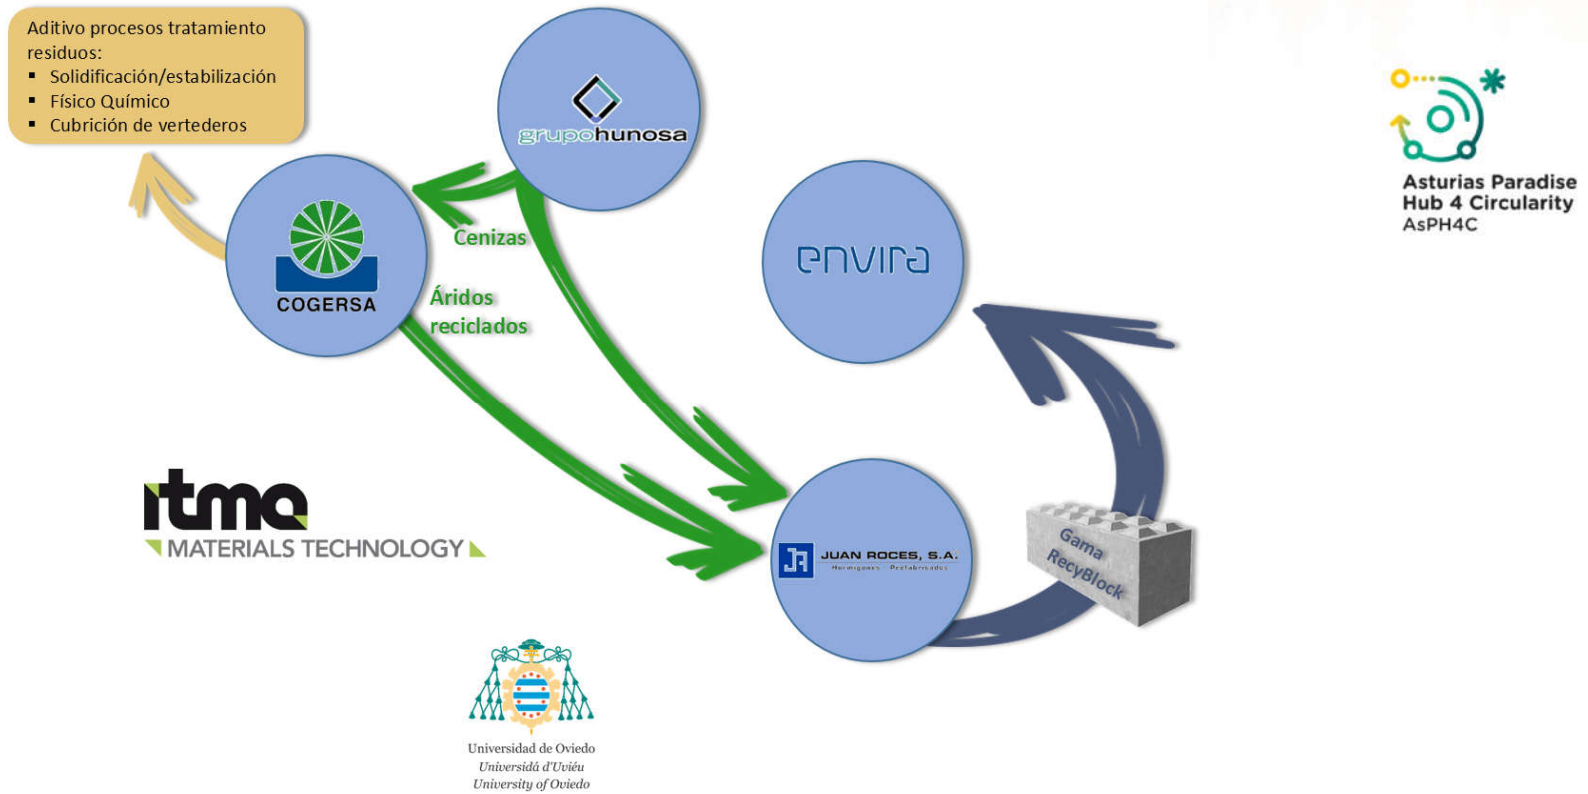 Aditivo procesos tratamiento
residuos:
▪ Solidificación/estabilización
▪ Físico Químico
▪ Cubrición de vertederos
grupohunosa
Asturias Paradise
Hub 4 Circularity
AsPH4C
Cenizas
envira
COGERSA
Áridos
reciclados
itma
MATERIALS TECHNOLOGY
JUAN ROCES, S.A.
Hormigones - Prefabricados
Gama
RecyBlock
Universidad de Oviedo
Universidá d'Uviéu
University of Oviedo